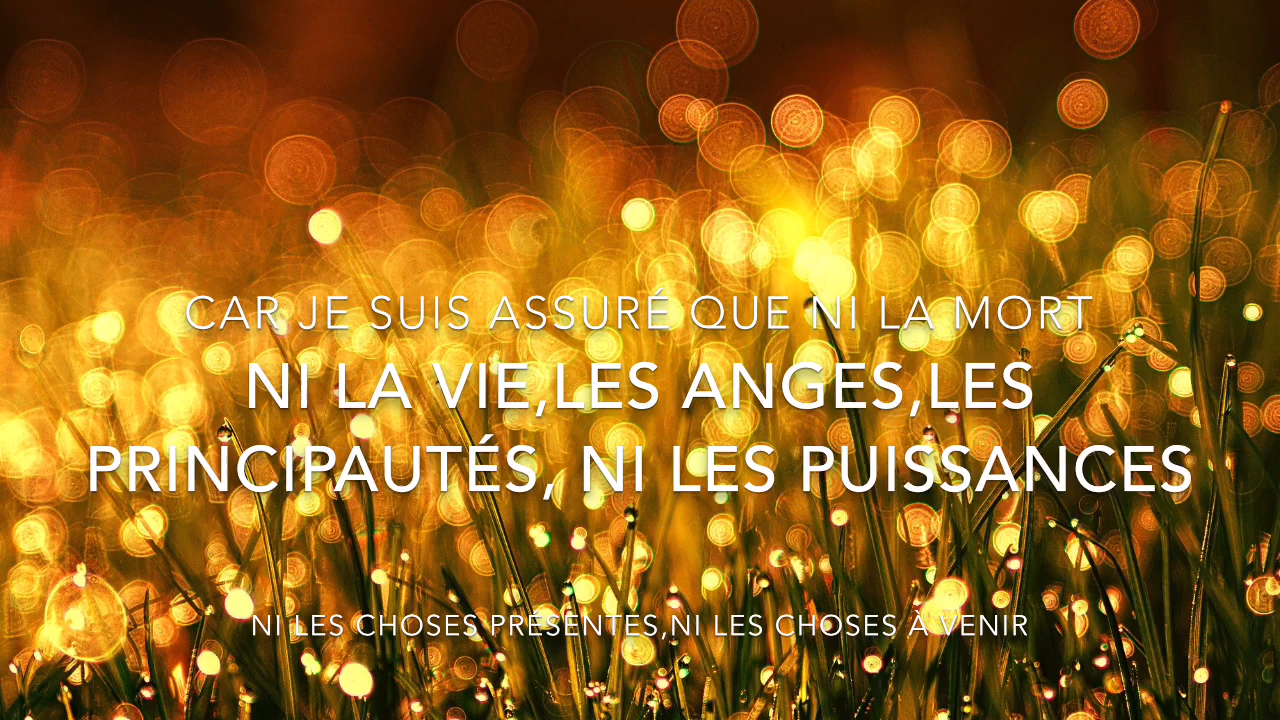 CAR JE SUIS ASSURÉ QUE NI LA MORT
NI LA VIE,LES ANGES,LES
PRINCIPAUTÉS, NI LES PUISSANCES
NI LES CHOSES PRÉSENTES,NI LES CHOSES À VENIR